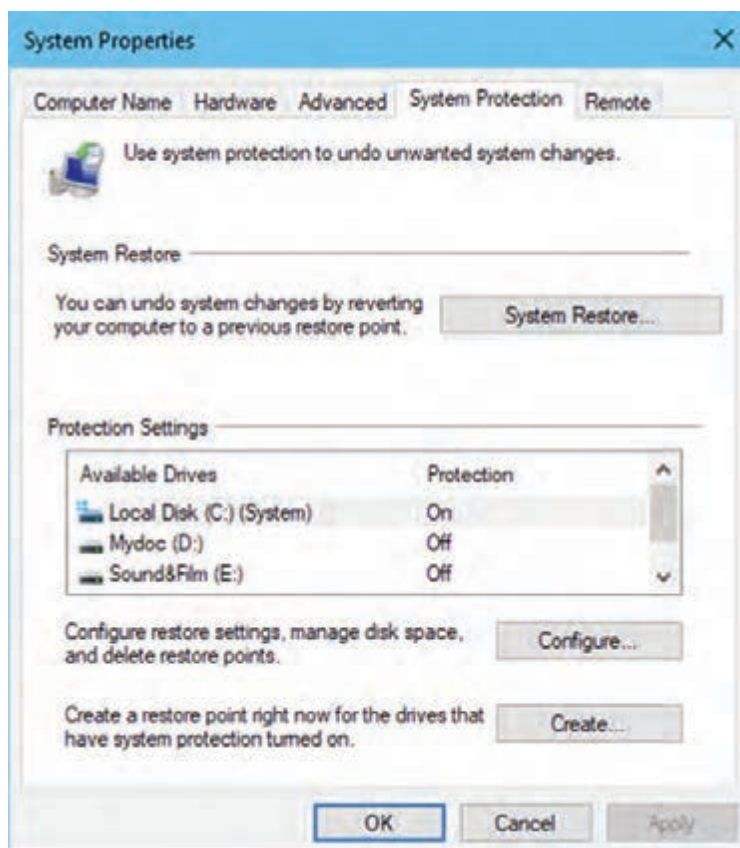 System Properties
Computer Name Hardware Advanced System Protection Remote
Use system protection to undo unwanted system changes.
System Restore
You can undo system changes by reverting
your computer to a previous restore point.
System Restore...
Protection Settings
Available Drives Protection
Local Disk (C:) (System) On
Mydoc (D:) Off
Sound&Film (E:) Off
Configure restore settings, manage disk space,
and delete restore points.
Configure...
Create a restore point right now for the drives that
have system protection turned on.
Create...
OK Cancel Apply